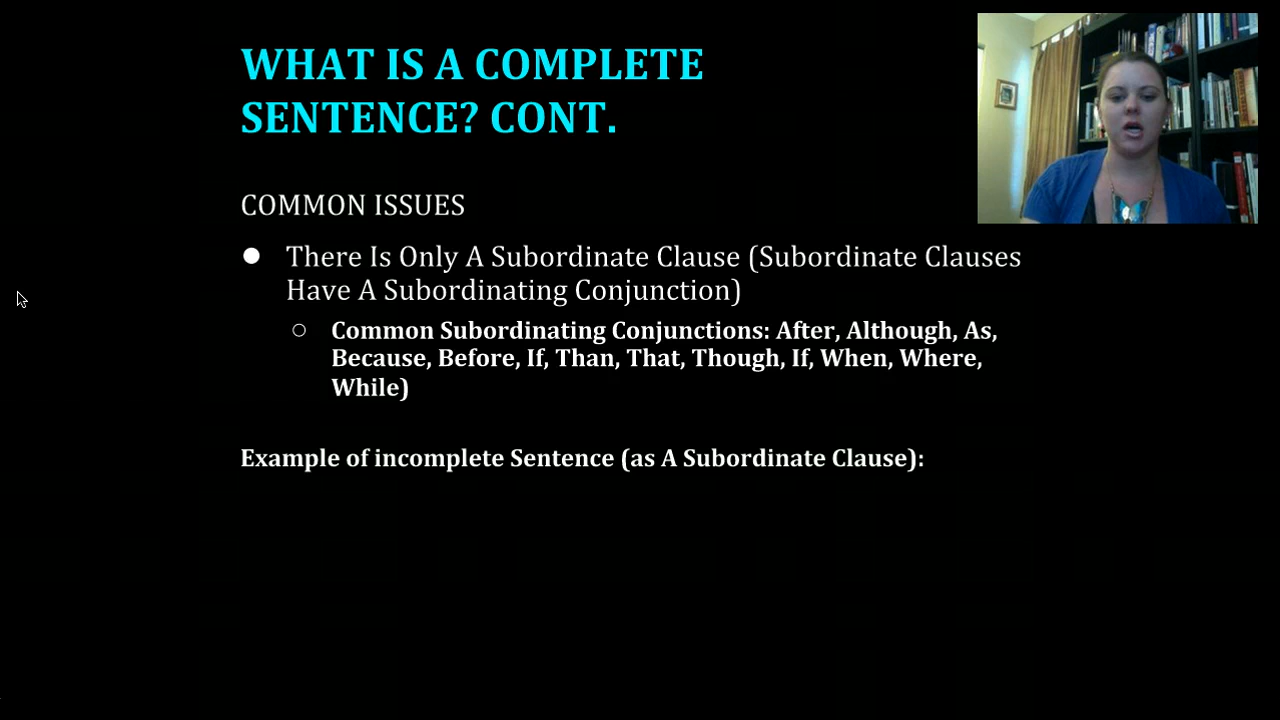 WHAT IS A COMPLETE
SENTENCE? CONT.
COMMON ISSUES
There Is Only A Subordinate Clause (Subordinate Clauses
Have A Subordinating Conjunction)
Common Subordinating Conjunctions: After, Although, As,
Because, Before, If, Than, That, Though, If, When, Where,
While)
Example of incomplete Sentence (as A Subordinate Clause):